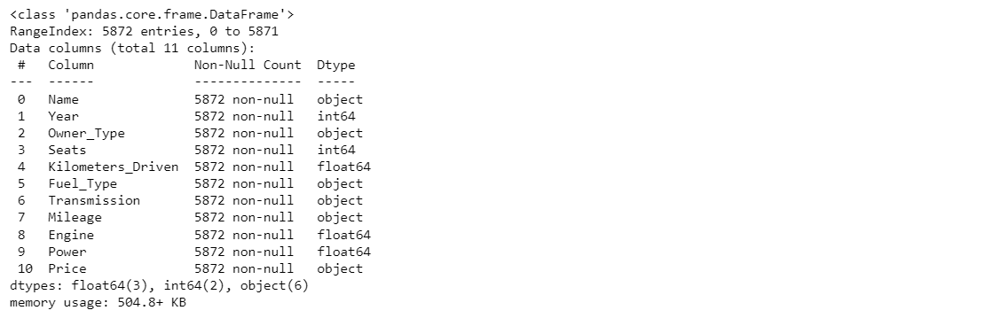 <class 'pandas.core.frame.DataFrame'>
RangeIndex: 5872 entries, 0 to 5871
Data columns (total 11 columns):
 #   Column             Non-Null Count  Dtype
---  ------             --------------  -----
 0   Name               5872 non-null   object
 1   Year               5872 non-null   int64
 2   Owner_Type         5872 non-null   object
 3   Seats              5872 non-null   int64
 4   Kilometers_Driven  5872 non-null   float64
 5   Fuel_Type          5872 non-null   object
 6   Transmission       5872 non-null   object
 7   Mileage            5872 non-null   object
 8   Engine             5872 non-null   float64
 9   Power              5872 non-null   float64
 10  Price              5872 non-null   object
dtypes: float64(3), int64(2), object(6)
memory usage: 504.8+ KB